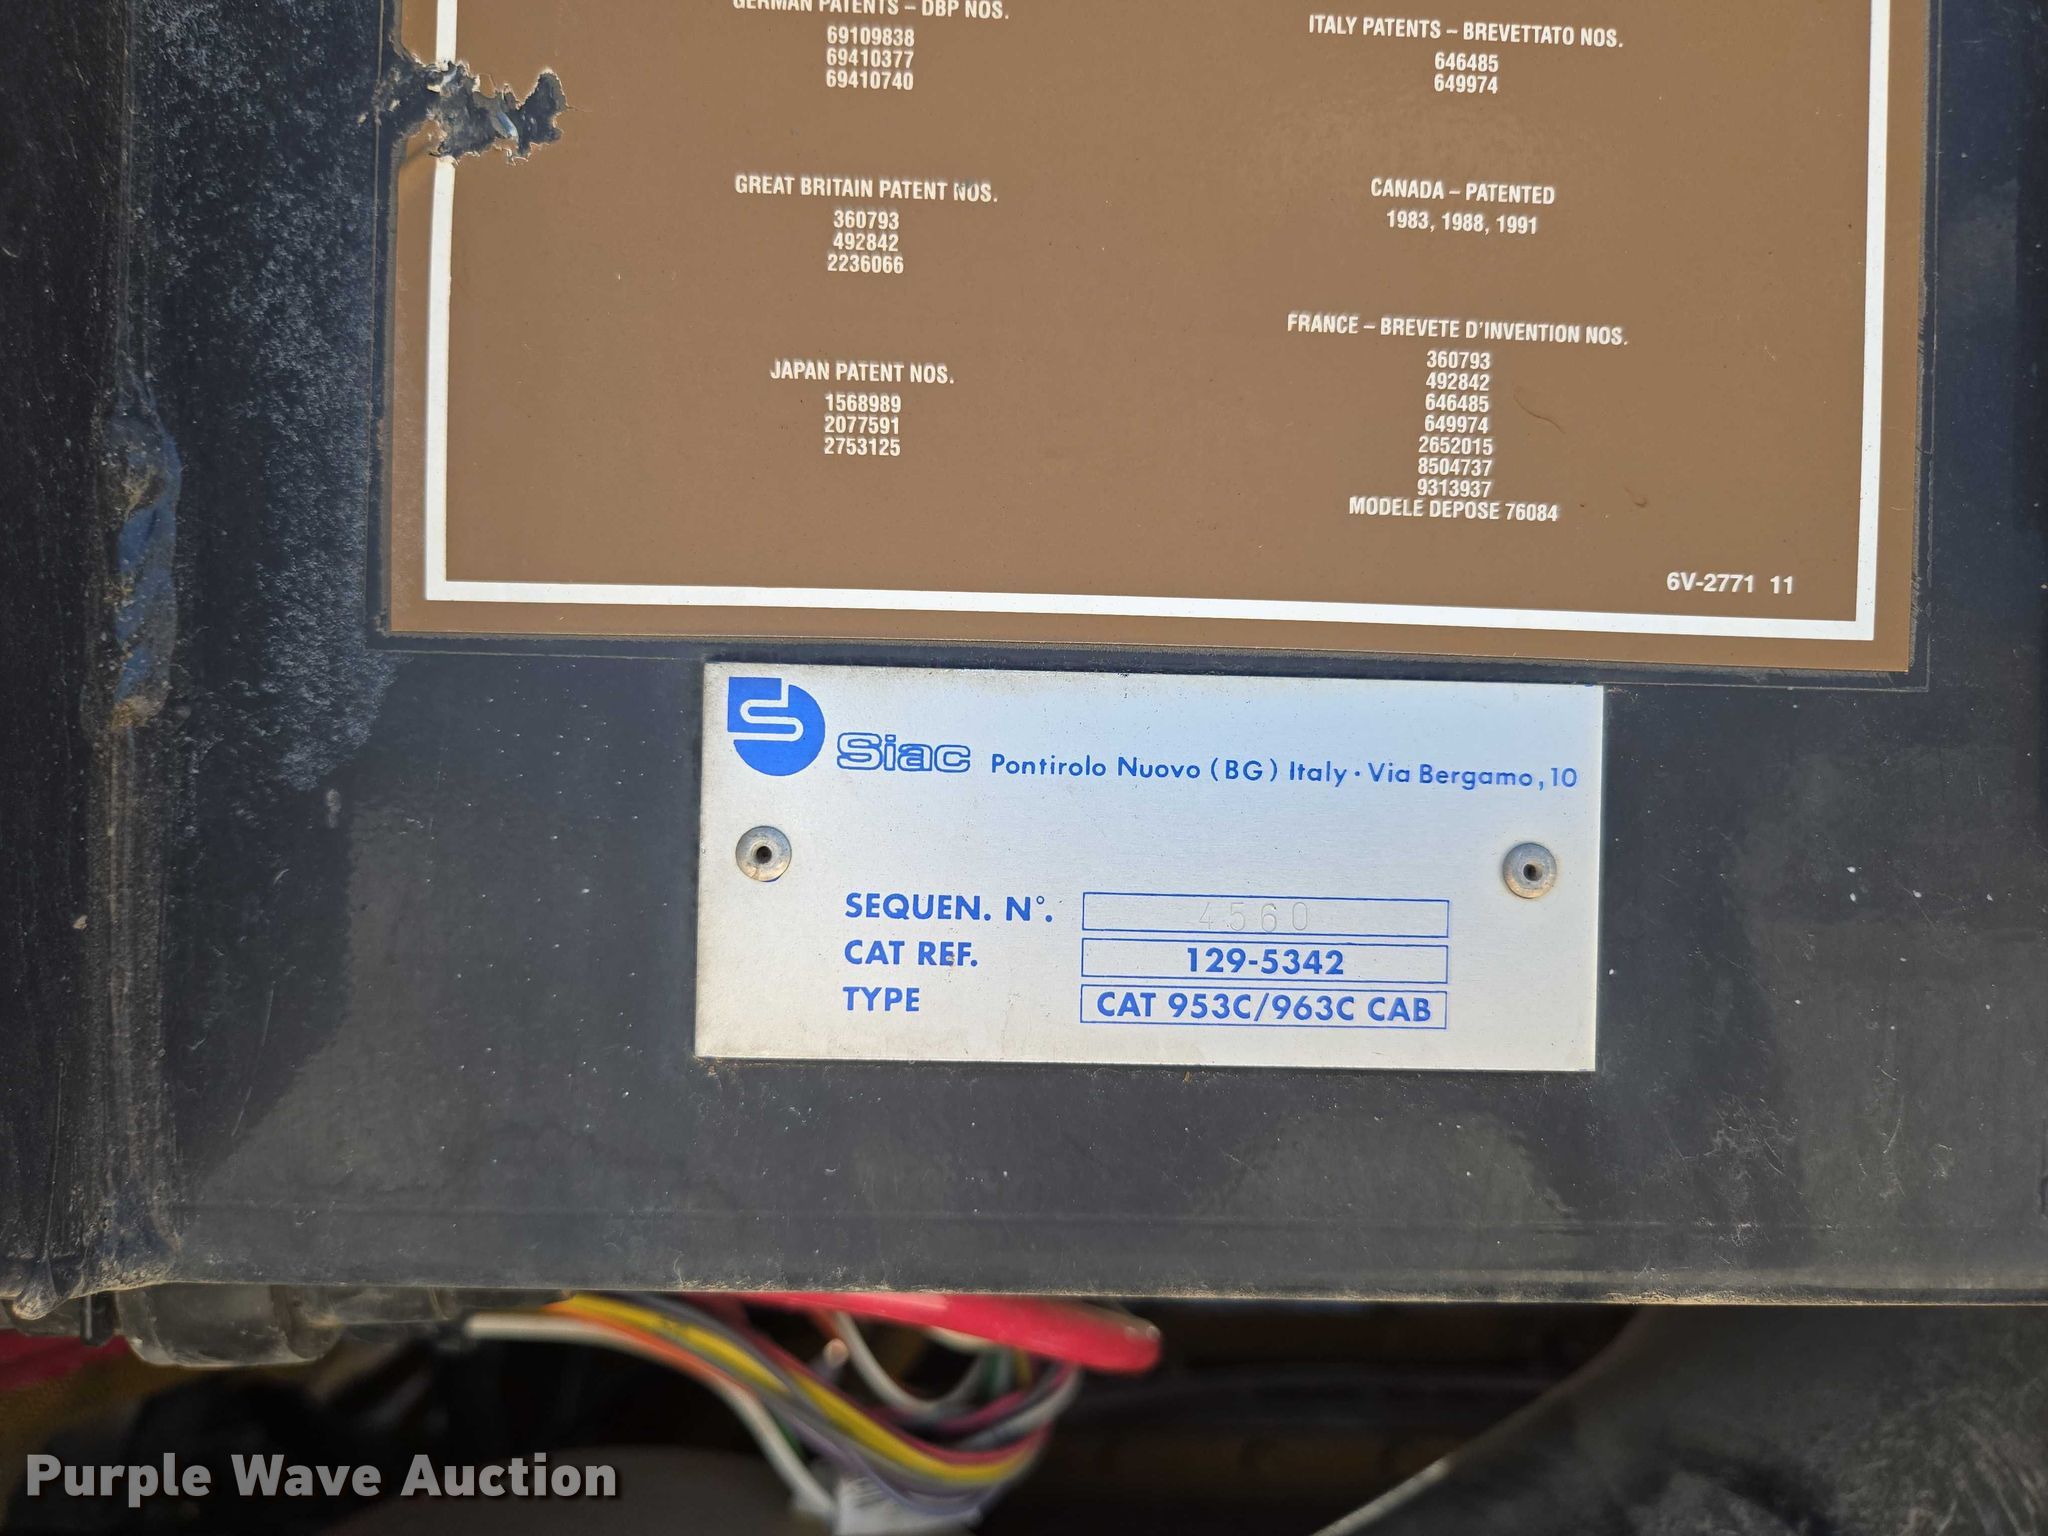 GERMAN PATENTS – DBP NOS.
69109838
69410377
69410740
GREAT BRITAIN PATENT NOS.
360793
492842
2236066
JAPAN PATENT NOS.
1568989
2077591
2753125
ITALY PATENTS – BREVETTATO NOS.
646485
649974
CANADA – PATENTED
1983, 1988, 1991
FRANCE – BREVETE D'INVENTION NOS.
360793
492842
646485
649974
2652015
8504737
9313937
MODELE DEPOSE 76084
6V-2771 11
Siac Pontirolo Nuovo (BG) Italy · Via Bergamo, 10
SEQUEN. N°. 4560
CAT REF. 129-5342
TYPE CAT 953C/963C CAB
Purple Wave Auction